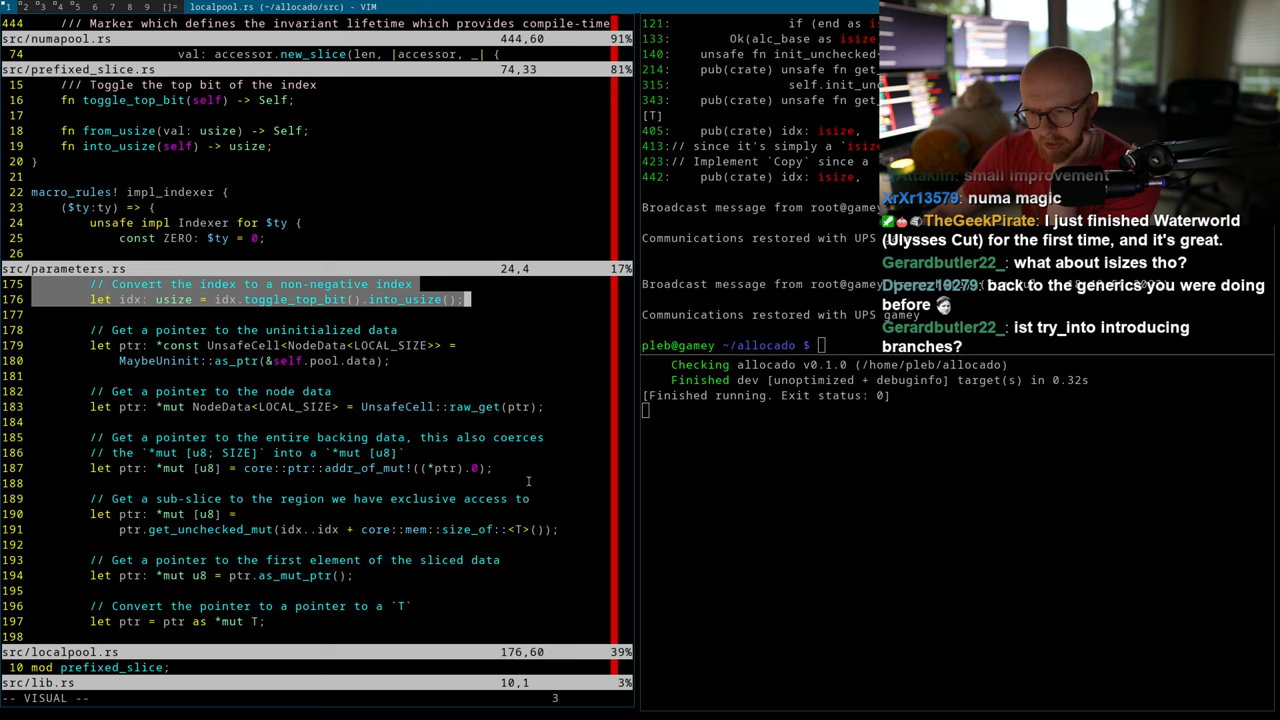 1 2 3 4 5 6 7 8 9 []= localpool.rs (~/allocado/src) - VIM
444 /// Marker which defines the invariant lifetime which provides compile-time
src/numapool.rs 444,60 91%
74 val: accessor.new_slice(len, |accessor, _| {
src/prefixed_slice.rs 74,33 81%
15 /// Toggle the top bit of the index
16 fn toggle_top_bit(self) -> Self;
17
18 fn from_usize(val: usize) -> Self;
19 fn into_usize(self) -> usize;
20 }
21
22 macro_rules! impl_indexer {
23 ($ty:ty) => {
24 unsafe impl Indexer for $ty {
25 const ZERO: $ty = 0;
26
src/parameters.rs 24,4 17%
175 // Convert the index to a non-negative index
176 let idx: usize = idx.toggle_top_bit().into_usize();
177
178 // Get a pointer to the uninitialized data
179 let ptr: *const UnsafeCell<NodeData<LOCAL_SIZE>> =
180 MaybeUninit::as_ptr(&self.pool.data);
181
182 // Get a pointer to the node data
183 let ptr: *mut NodeData<LOCAL_SIZE> = UnsafeCell::raw_get(ptr);
184
185 // Get a pointer to the entire backing data, this also coerces
186 // the `*mut [u8; SIZE]` into a `*mut [u8]`
187 let ptr: *mut [u8] = core::ptr::addr_of_mut!((*ptr).0);
188
189 // Get a sub-slice to the region we have exclusive access to
190 let ptr: *mut [u8] =
191 ptr.get_unchecked_mut(idx..idx + core::mem::size_of::<T>());
192
193 // Get a pointer to the first element of the sliced data
194 let ptr: *mut u8 = ptr.as_mut_ptr();
195
196 // Convert the pointer to a pointer to a `T`
197 let ptr = ptr as *mut T;
198
src/localpool.rs 176,60 39%
10 mod prefixed_slice;
src/lib.rs 10,1 3%
-- VISUAL -- 3
121: if (end as is
133: Ok(alc_base as isize
140: unsafe fn init_unchecked
214: pub(crate) unsafe fn get_
315: self.init_unc
343: pub(crate) unsafe fn get_
[T]
405: pub(crate) idx: isize,
413:// since it's simply a `isize
423:// Implement `Copy` since a
442: pub(crate) idx: isize,
Broadcast message from root@gamey
Communications restored with UPS
Broadcast message from root@gamey
Communications restored with UPS gamey
pleb@gamey ~/allocado $
Checking allocado v0.1.0 (/home/pleb/allocado)
Finished dev [unoptimized + debuginfo] target(s) in 0.32s
[Finished running. Exit status: 0]
small improvement
XrXr13579: numa magic
TheGeekPirate: I just finished Waterworld
(Ulysses Cut) for the first time, and it's great.
Gerardbutler22_: what about isizes tho?
Dperez10279: back to the generics you were doing
before
Gerardbutler22_: ist try_into introducing
branches?